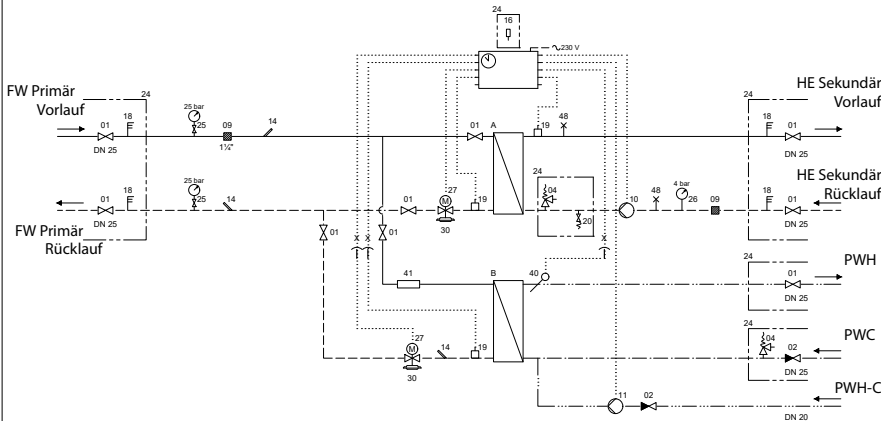 24
16
230 V
FW Primär
Vorlauf
HE Sekundär
Vorlauf
24
24
25 bar
01
18
25
09
14
01
A
19
48
18
01
DN 25
1¼"
DN 25
24
HE Sekundär
Rücklauf
25 bar
4 bar
01
18
25
14
01
27
M
19
04
10
48
26
09
18
01
DN 25
30
20
DN 25
FW Primär
Rücklauf
01
01
X X
X
24
PWH
41
B
40
01
DN 25
24
27
04
PWC
M
14
19
02
30
DN 25
11
02
PWH-C
DN 20